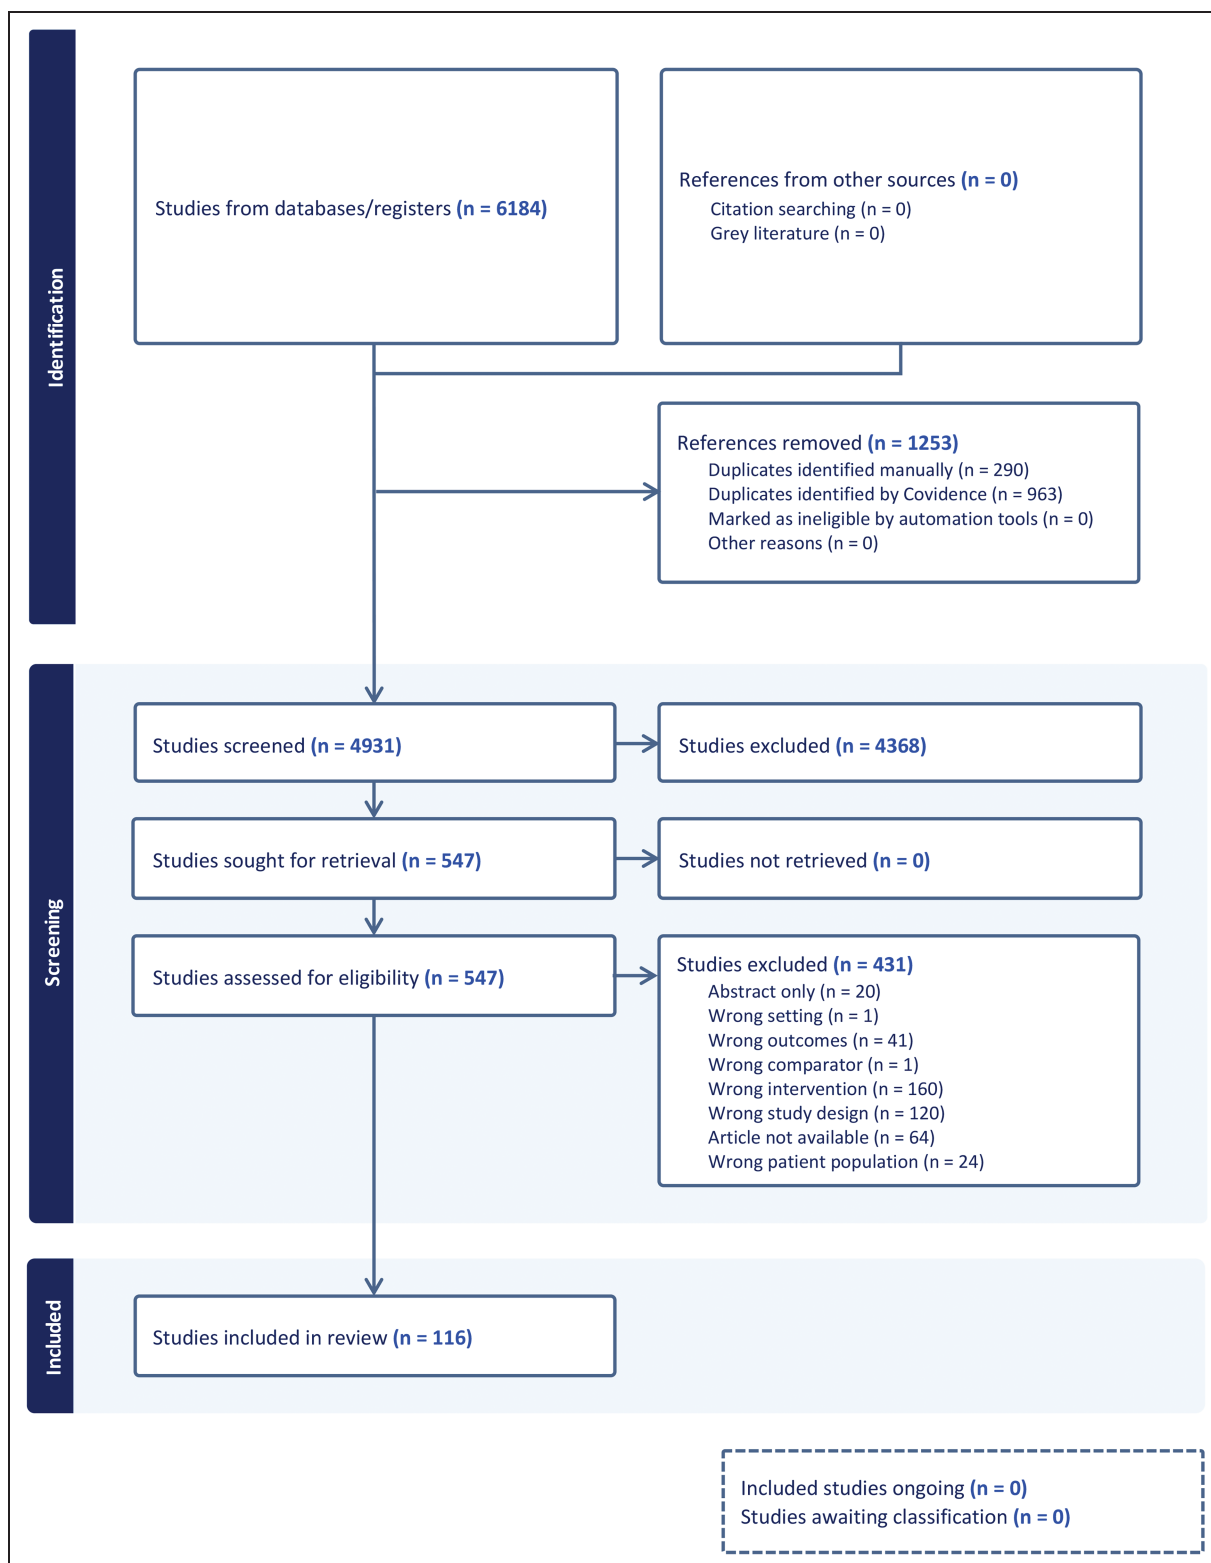 Identification
Studies from databases/registers (n = 6184)
References from other sources (n = 0)
Citation searching (n = 0)
Grey literature (n = 0)
References removed (n = 1253)
Duplicates identified manually (n = 290)
Duplicates identified by Covidence (n = 963)
Marked as ineligible by automation tools (n = 0)
Other reasons (n = 0)
Screening
Studies screened (n = 4931)
Studies excluded (n = 4368)
Studies sought for retrieval (n = 547)
Studies not retrieved (n = 0)
Studies assessed for eligibility (n = 547)
Studies excluded (n = 431)
Abstract only (n = 20)
Wrong setting (n = 1)
Wrong outcomes (n = 41)
Wrong comparator (n = 1)
Wrong intervention (n = 160)
Wrong study design (n = 120)
Article not available (n = 64)
Wrong patient population (n = 24)
Included
Studies included in review (n = 116)
Included studies ongoing (n = 0)
Studies awaiting classification (n = 0)